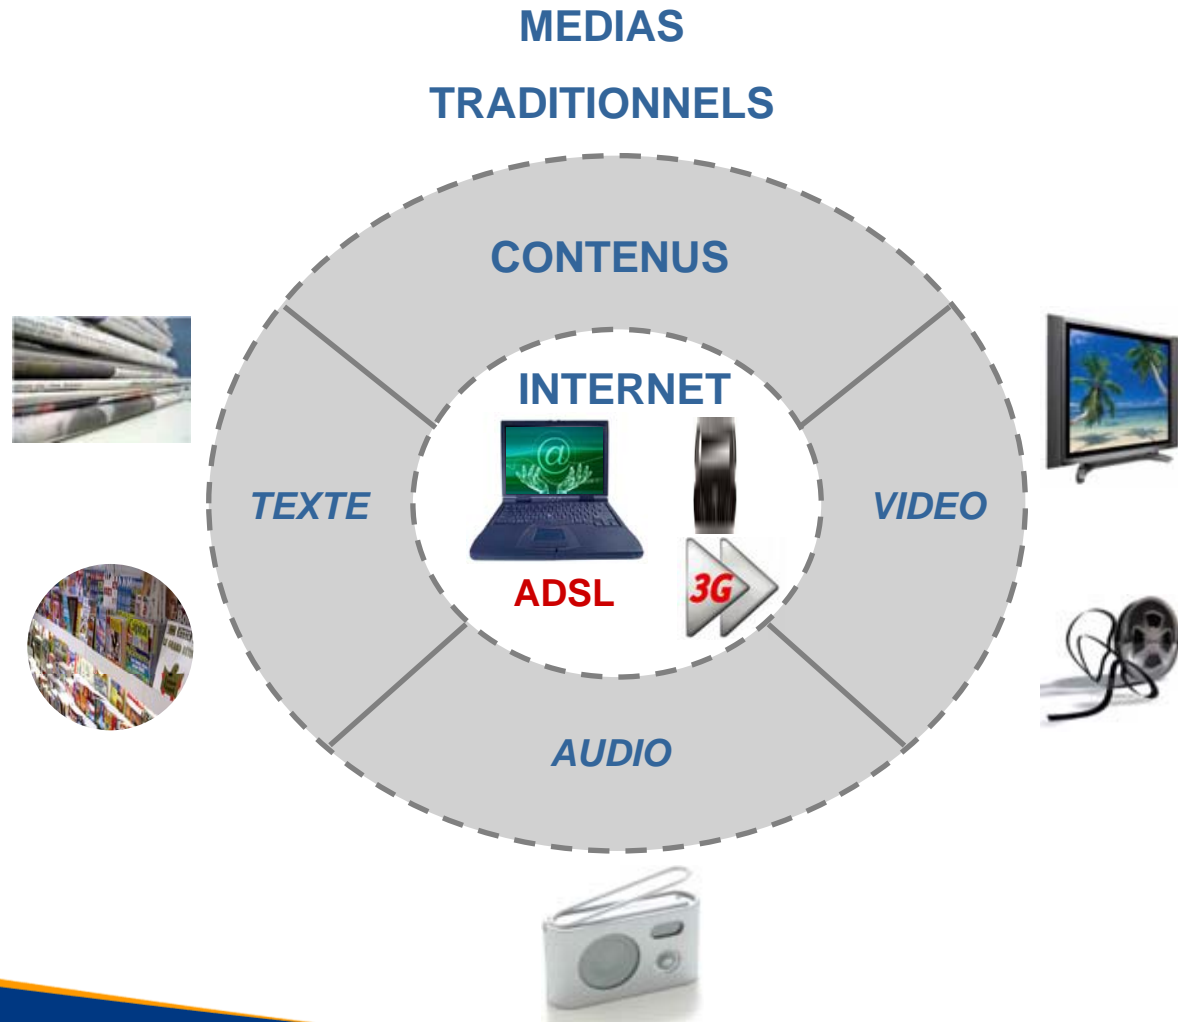 MEDIAS
TRADITIONNELS
CONTENUS
INTERNET
TEXTE
VIDEO
ADSL
3G
AUDIO